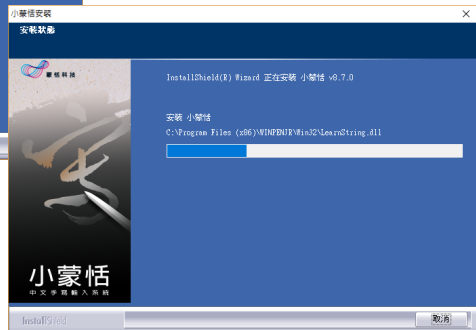 小蒙恬安裝
安裝狀態
蒙恬科技
InstallShield(R) Wizard 正在安裝 小蒙恬 v8.7.0
安裝 小蒙恬
C:\Program Files (x86)\WINPENJR\Win32\LearnString.dll
小蒙恬
中文手寫輸入系統
InstallShield
取消